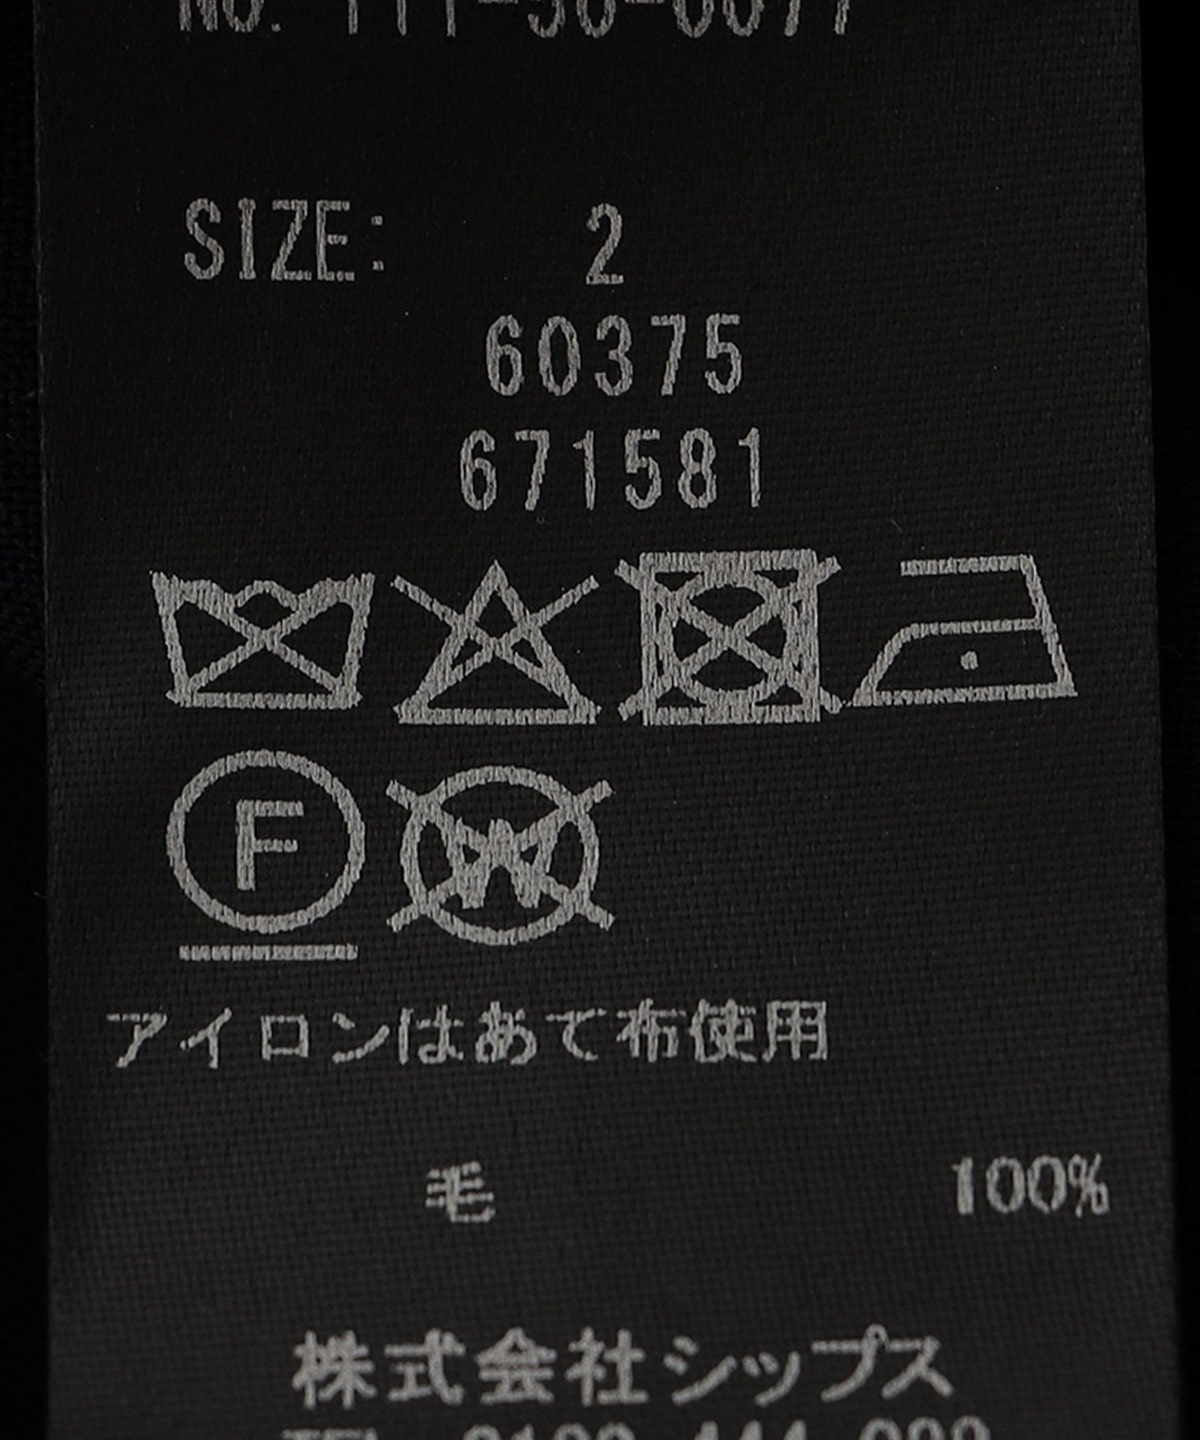 SIZE: 2
60375
671581
F
W
アイロンはあて布使用
毛 100%
株式会社シップス